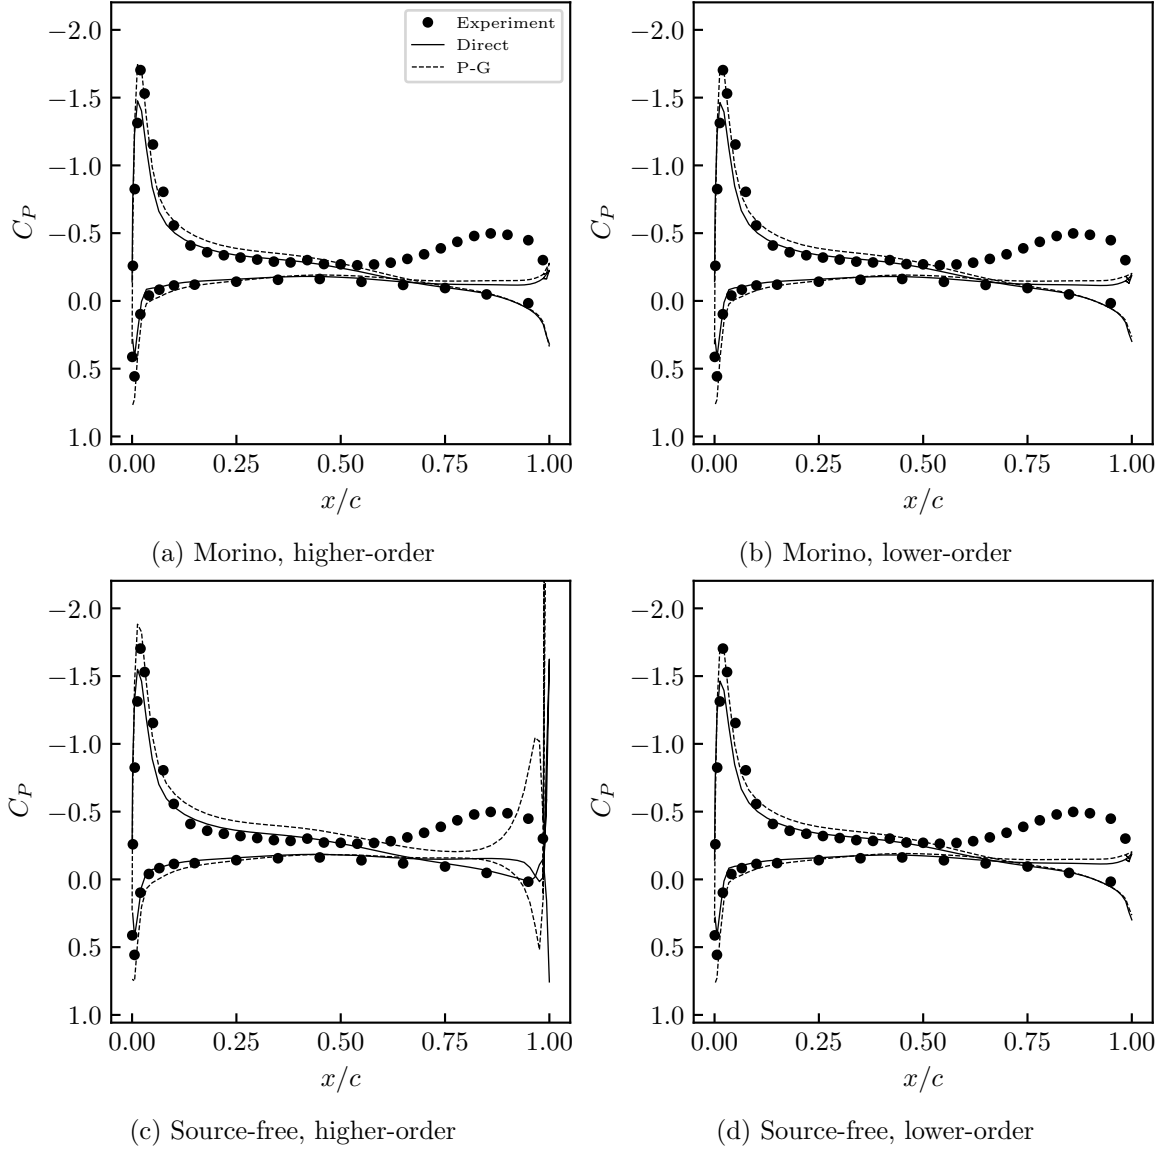 −2.0
−1.5
−1.0
−0.5
0.0
0.5
1.0
C_P
Experiment
Direct
P-G
0.00 0.25 0.50 0.75 1.00
x/c
(a) Morino, higher-order
−2.0
−1.5
−1.0
−0.5
0.0
0.5
1.0
C_P
0.00 0.25 0.50 0.75 1.00
x/c
(b) Morino, lower-order
−2.0
−1.5
−1.0
−0.5
0.0
0.5
1.0
C_P
0.00 0.25 0.50 0.75 1.00
x/c
(c) Source-free, higher-order
−2.0
−1.5
−1.0
−0.5
0.0
0.5
1.0
C_P
0.00 0.25 0.50 0.75 1.00
x/c
(d) Source-free, lower-order